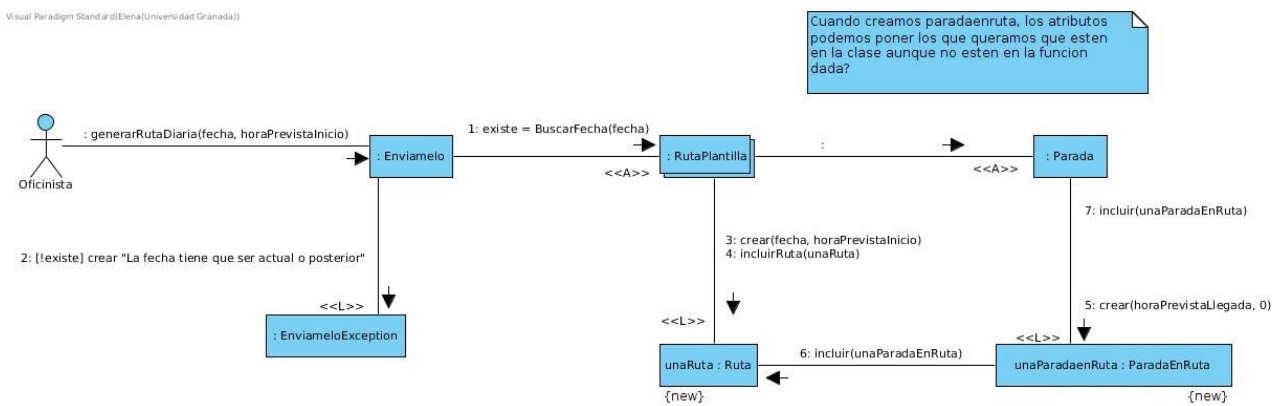 Visual Paradigm Standard(Elena(Universidad Granada))
Cuando creamos paradaenruta, los atributos
podemos poner los que queramos que esten
en la clase aunque no esten en la funcion
dada?
: generarRutaDiaria(fecha, horaPrevistaInicio)
1: existe = BuscarFecha(fecha)
:
: Enviamelo
: RutaPlantilla
: Parada
<<A>>
<<A>>
Oficinista
7: incluir(unaParadaEnRuta)
3: crear(fecha, horaPrevistaInicio)
4: incluirRuta(unaRuta)
2: [!existe] crear "La fecha tiene que ser actual o posterior"
<<L>>
5: crear(horaPrevistaLlegada, 0)
<<L>>
<<L>>
: EnviameloException
6: incluir(unaParadaEnRuta)
unaRuta : Ruta
unaParadaenRuta : ParadaEnRuta
{new}
{new}